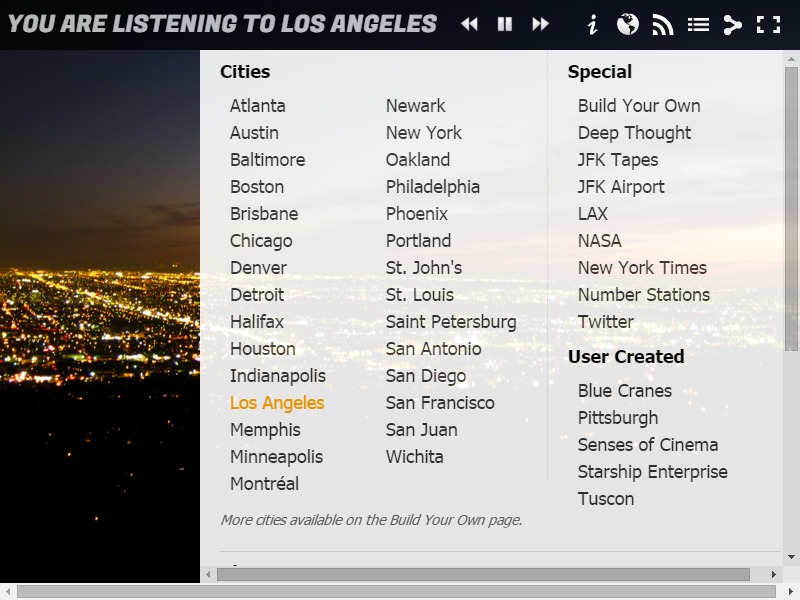 YOU ARE LISTENING TO LOS ANGELES
Cities
Atlanta
Austin
Baltimore
Boston
Brisbane
Chicago
Denver
Detroit
Halifax
Houston
Indianapolis
Los Angeles
Memphis
Minneapolis
Montréal
Newark
New York
Oakland
Philadelphia
Phoenix
Portland
St. John's
St. Louis
Saint Petersburg
San Antonio
San Diego
San Francisco
San Juan
Wichita
More cities available on the Build Your Own page.
Special
Build Your Own
Deep Thought
JFK Tapes
JFK Airport
LAX
NASA
New York Times
Number Stations
Twitter
User Created
Blue Cranes
Pittsburgh
Senses of Cinema
Starship Enterprise
Tuscon